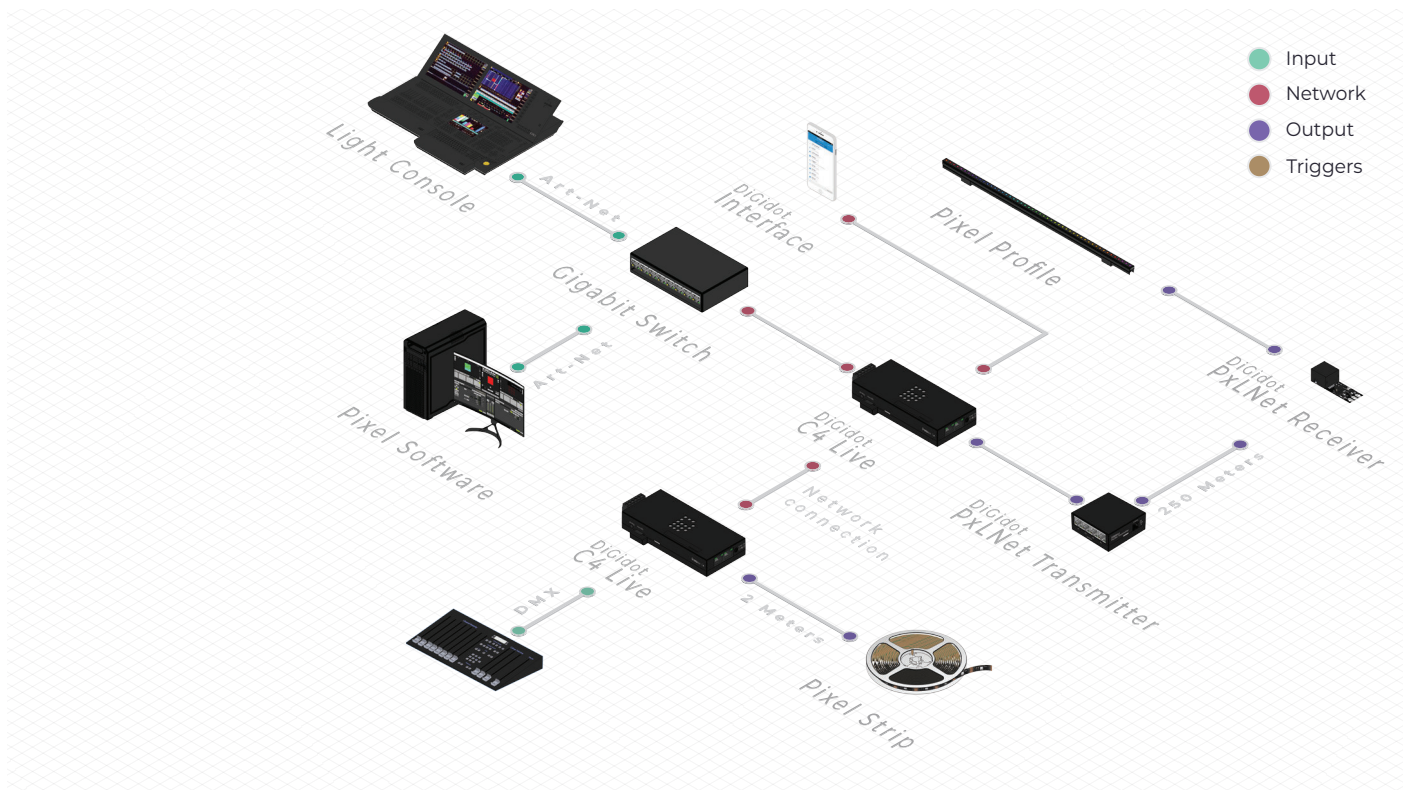 Input
Network
Output
Triggers
Light Console
Art-Net
DiGidot
Interface
Pixel Profile
Gigabit Switch
Art-Net
Pixel Software
DiGidot
PxLNet Receiver
DiGidot
C4 Live
250 Meters
Network
connection
DiGidot
PxLNet Transmitter
DiGidot
C4 Live
DMX
2 Meters
Pixel Strip